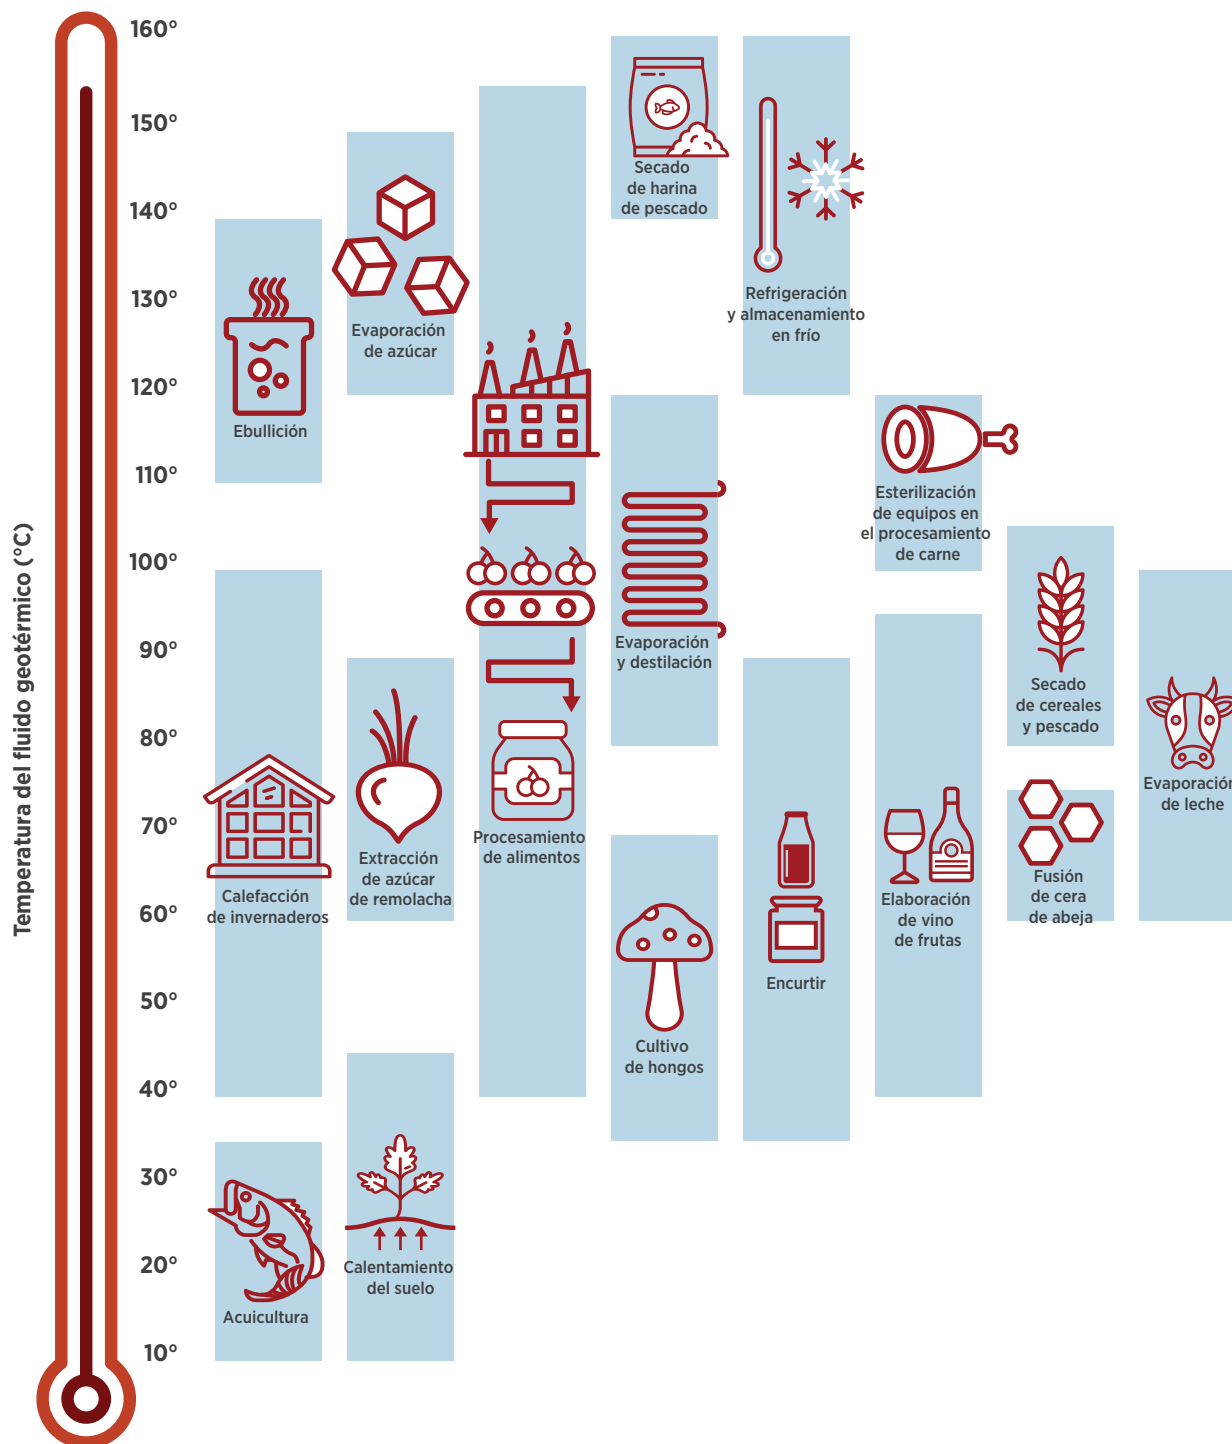 Temperatura del fluido geotérmico (°C)
160°
150°
140°
130°
120°
110°
100°
90°
80°
70°
60°
50°
40°
30°
20°
10°
Secado
de harina
de pescado
Refrigeración
y almacenamiento
en frío
Evaporación
de azúcar
Ebullición
Esterilización
de equipos en
el procesamiento
de carne
Evaporación
y destilación
Secado
de cereales
y pescado
Evaporación
de leche
Procesamiento
de alimentos
Extracción
de azúcar
de remolacha
Calefacción
de invernaderos
Elaboración
de vino
de frutas
Fusión
de cera
de abeja
Encurtir
Cultivo
de hongos
Calentamiento
del suelo
Acuicultura